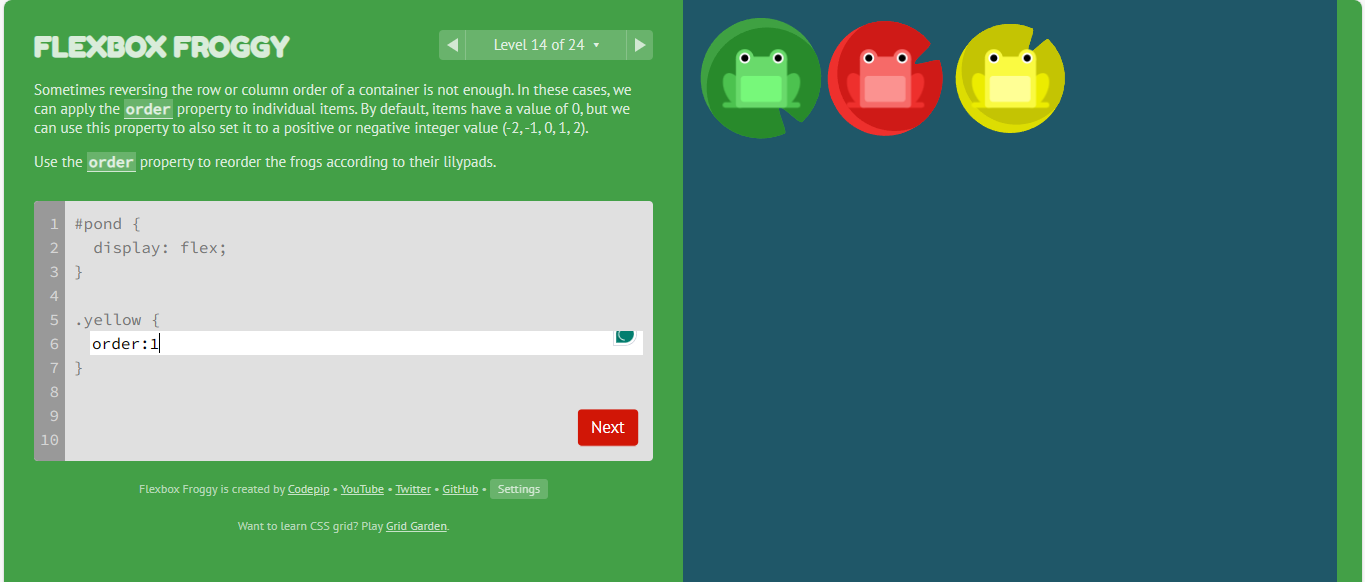 FLEXBOX FROGGY
Level 14 of 24
Sometimes reversing the row or column order of a container is not enough. In these cases, we
can apply the order property to individual items. By default, items have a value of 0, but we
can use this property to also set it to a positive or negative integer value (-2, -1, 0, 1, 2).
Use the order property to reorder the frogs according to their lilypads.
1 #pond {
2 display: flex;
3 }
4
5 .yellow {
6 order:1
7 }
8
9
10
Next
Flexbox Froggy is created by Codepip • YouTube • Twitter • GitHub • Settings
Want to learn CSS grid? Play Grid Garden.